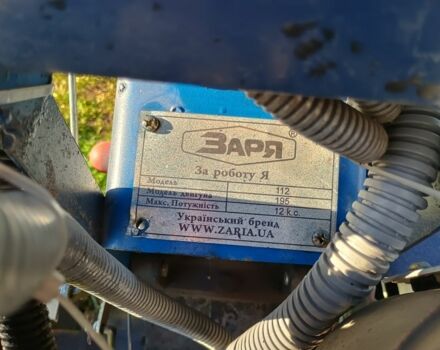 ЗАРЯ®
За роботу Я
Модель 112
Модель двигуна 195
Макс. Потужність 12 к.с.
Український бренд
WWW.ZARIA.UA